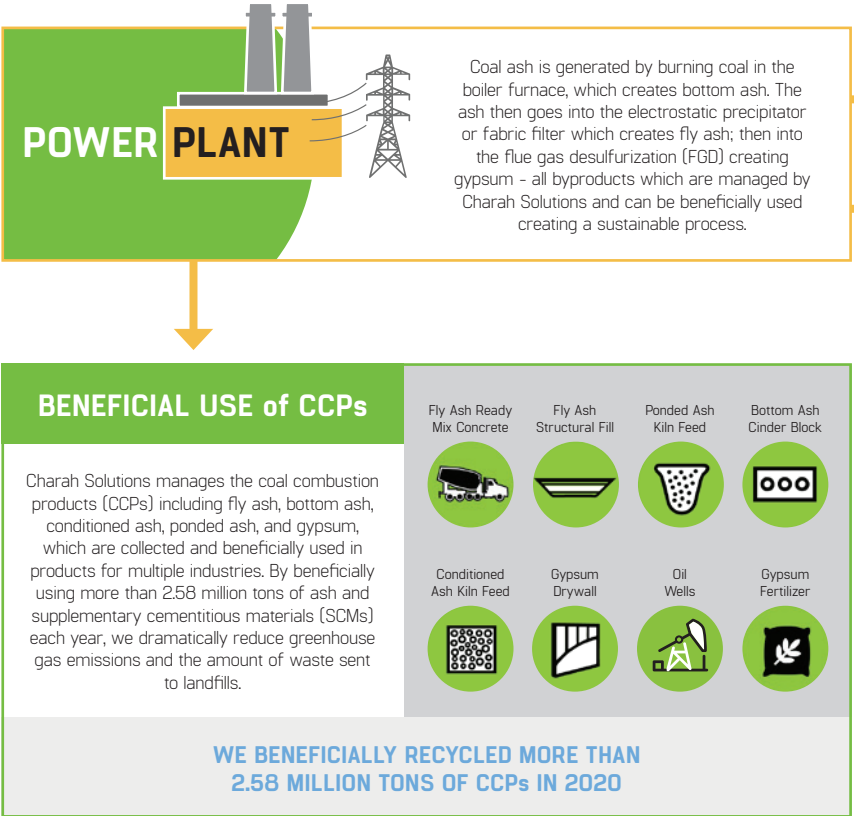 POWER PLANT
Coal ash is generated by burning coal in the
boiler furnace, which creates bottom ash. The
ash then goes into the electrostatic precipitator
or fabric filter which creates fly ash; then into
the flue gas desulfurization (FGD) creating
gypsum - all byproducts which are managed by
Charah Solutions and can be beneficially used
creating a sustainable process.
BENEFICIAL USE of CCPs
Charah Solutions manages the coal combustion
products (CCPs) including fly ash, bottom ash,
conditioned ash, ponded ash, and gypsum,
which are collected and beneficially used in
products for multiple industries. By beneficially
using more than 2.58 million tons of ash and
supplementary cementitious materials (SCMs)
each year, we dramatically reduce greenhouse
gas emissions and the amount of waste sent
to landfills.
Fly Ash Ready
Mix Concrete
Fly Ash
Structural Fill
Ponded Ash
Kiln Feed
Bottom Ash
Cinder Block
Conditioned
Ash Kiln Feed
Gypsum
Drywall
Oil
Wells
Gypsum
Fertilizer
WE BENEFICIALLY RECYCLED MORE THAN
2.58 MILLION TONS OF CCPs IN 2020